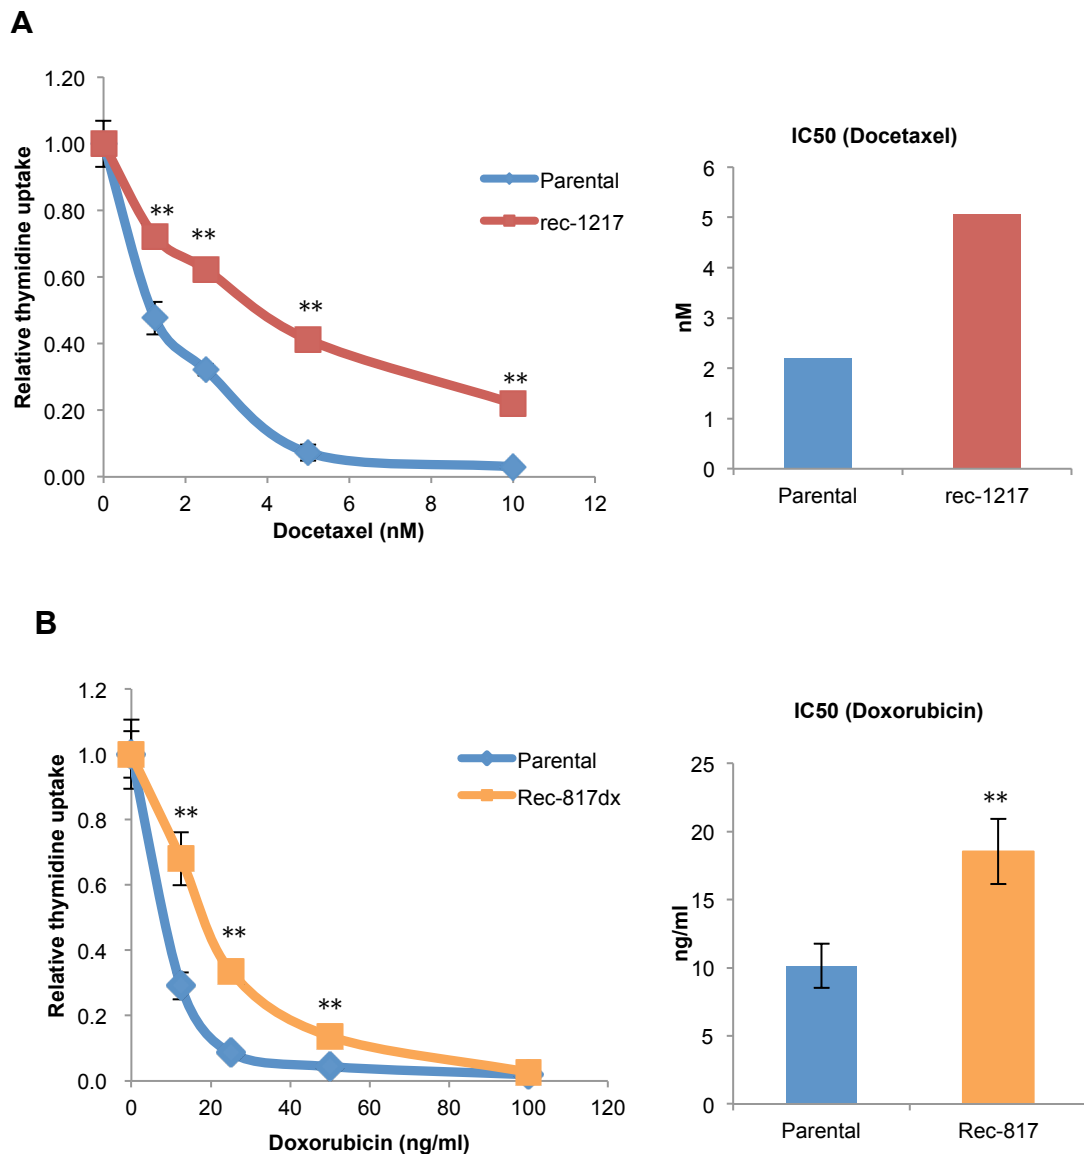 A
1.20
1.00
0.80
0.60
0.40
0.20
0.00
Relative thymidine uptake
**
**
**
**
Parental
rec-1217
0 2 4 6 8 10 12
Docetaxel (nM)
IC50 (Docetaxel)
6
5
4
3
2
1
0
nM
Parental rec-1217
B
1.2
1.0
0.8
0.6
0.4
0.2
0.0
Relative thymidine uptake
**
**
**
Parental
Rec-817dx
0 20 40 60 80 100 120
Doxorubicin (ng/ml)
IC50 (Doxorubicin)
25
20
15
10
5
0
ng/ml
**
Parental Rec-817